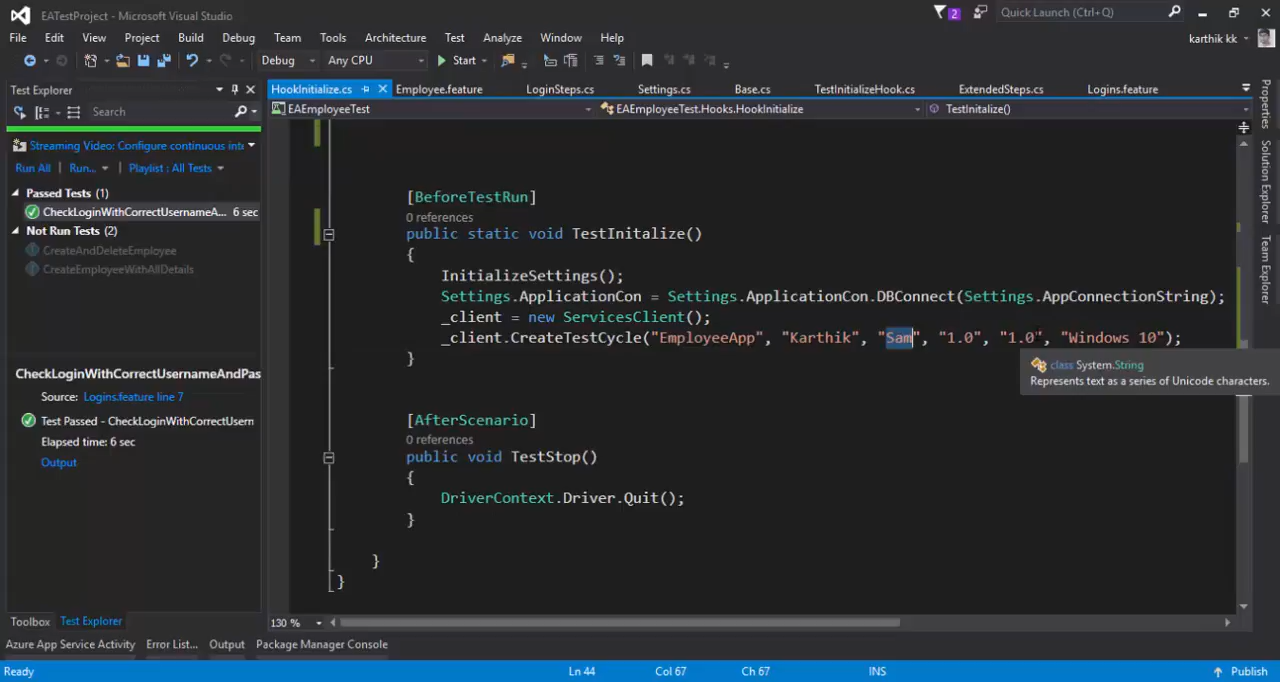 EATestProject - Microsoft Visual Studio
2
Quick Launch (Ctrl+Q)
File Edit View Project Build Debug Team Tools Architecture Test Analyze Window Help
karthik kk
Debug Any CPU Start
Test Explorer
HookInitialize.cs Employee.feature LoginSteps.cs Settings.cs Base.cs TestInitializeHook.cs ExtendedSteps.cs Logins.feature
Search
EAEmployeeTest EAEmployeeTest.Hooks.HookInitialize TestInitalize()
Streaming Video: Configure continuous inte
Run All | Run... Playlist : All Tests
Passed Tests (1)
CheckLoginWithCorrectUsernameA... 6 sec
Not Run Tests (2)
CreateAndDeleteEmployee
CreateEmployeeWithAllDetails
CheckLoginWithCorrectUsernameAndPas
Source: Logins.feature line 7
Test Passed - CheckLoginWithCorrectUsern
Elapsed time: 6 sec
Output
[BeforeTestRun]
0 references
public static void TestInitalize()
{
InitializeSettings();
Settings.ApplicationCon = Settings.ApplicationCon.DBConnect(Settings.AppConnectionString);
_client = new ServicesClient();
_client.CreateTestCycle("EmployeeApp", "Karthik", "Sam", "1.0", "1.0", "Windows 10");
}
class System.String
Represents text as a series of Unicode characters.
[AfterScenario]
0 references
public void TestStop()
{
DriverContext.Driver.Quit();
}
}
}
Properties
Solution Explorer
Team Explorer
130 %
Toolbox Test Explorer
Azure App Service Activity Error List... Output Package Manager Console
Ready Ln 44 Col 67 Ch 67 INS Publish